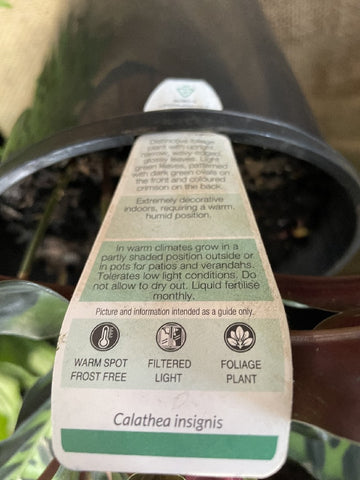 Distinctive foliage
plant with upright,
narrow, wavy-edged,
glossy leaves. Light
green leaves, patterned
with dark green ovals on
the front and coloured
crimson on the back.
Extremely decorative
indoors, requiring a warm,
humid position.
In warm climates grow in a
partly shaded position outside or
in pots for patios and verandahs.
Tolerates low light conditions. Do
not allow to dry out. Liquid fertilise
monthly.
Picture and information intended as a guide only.
WARM SPOT
FROST FREE
FILTERED
LIGHT
FOLIAGE
PLANT
Calathea insignis